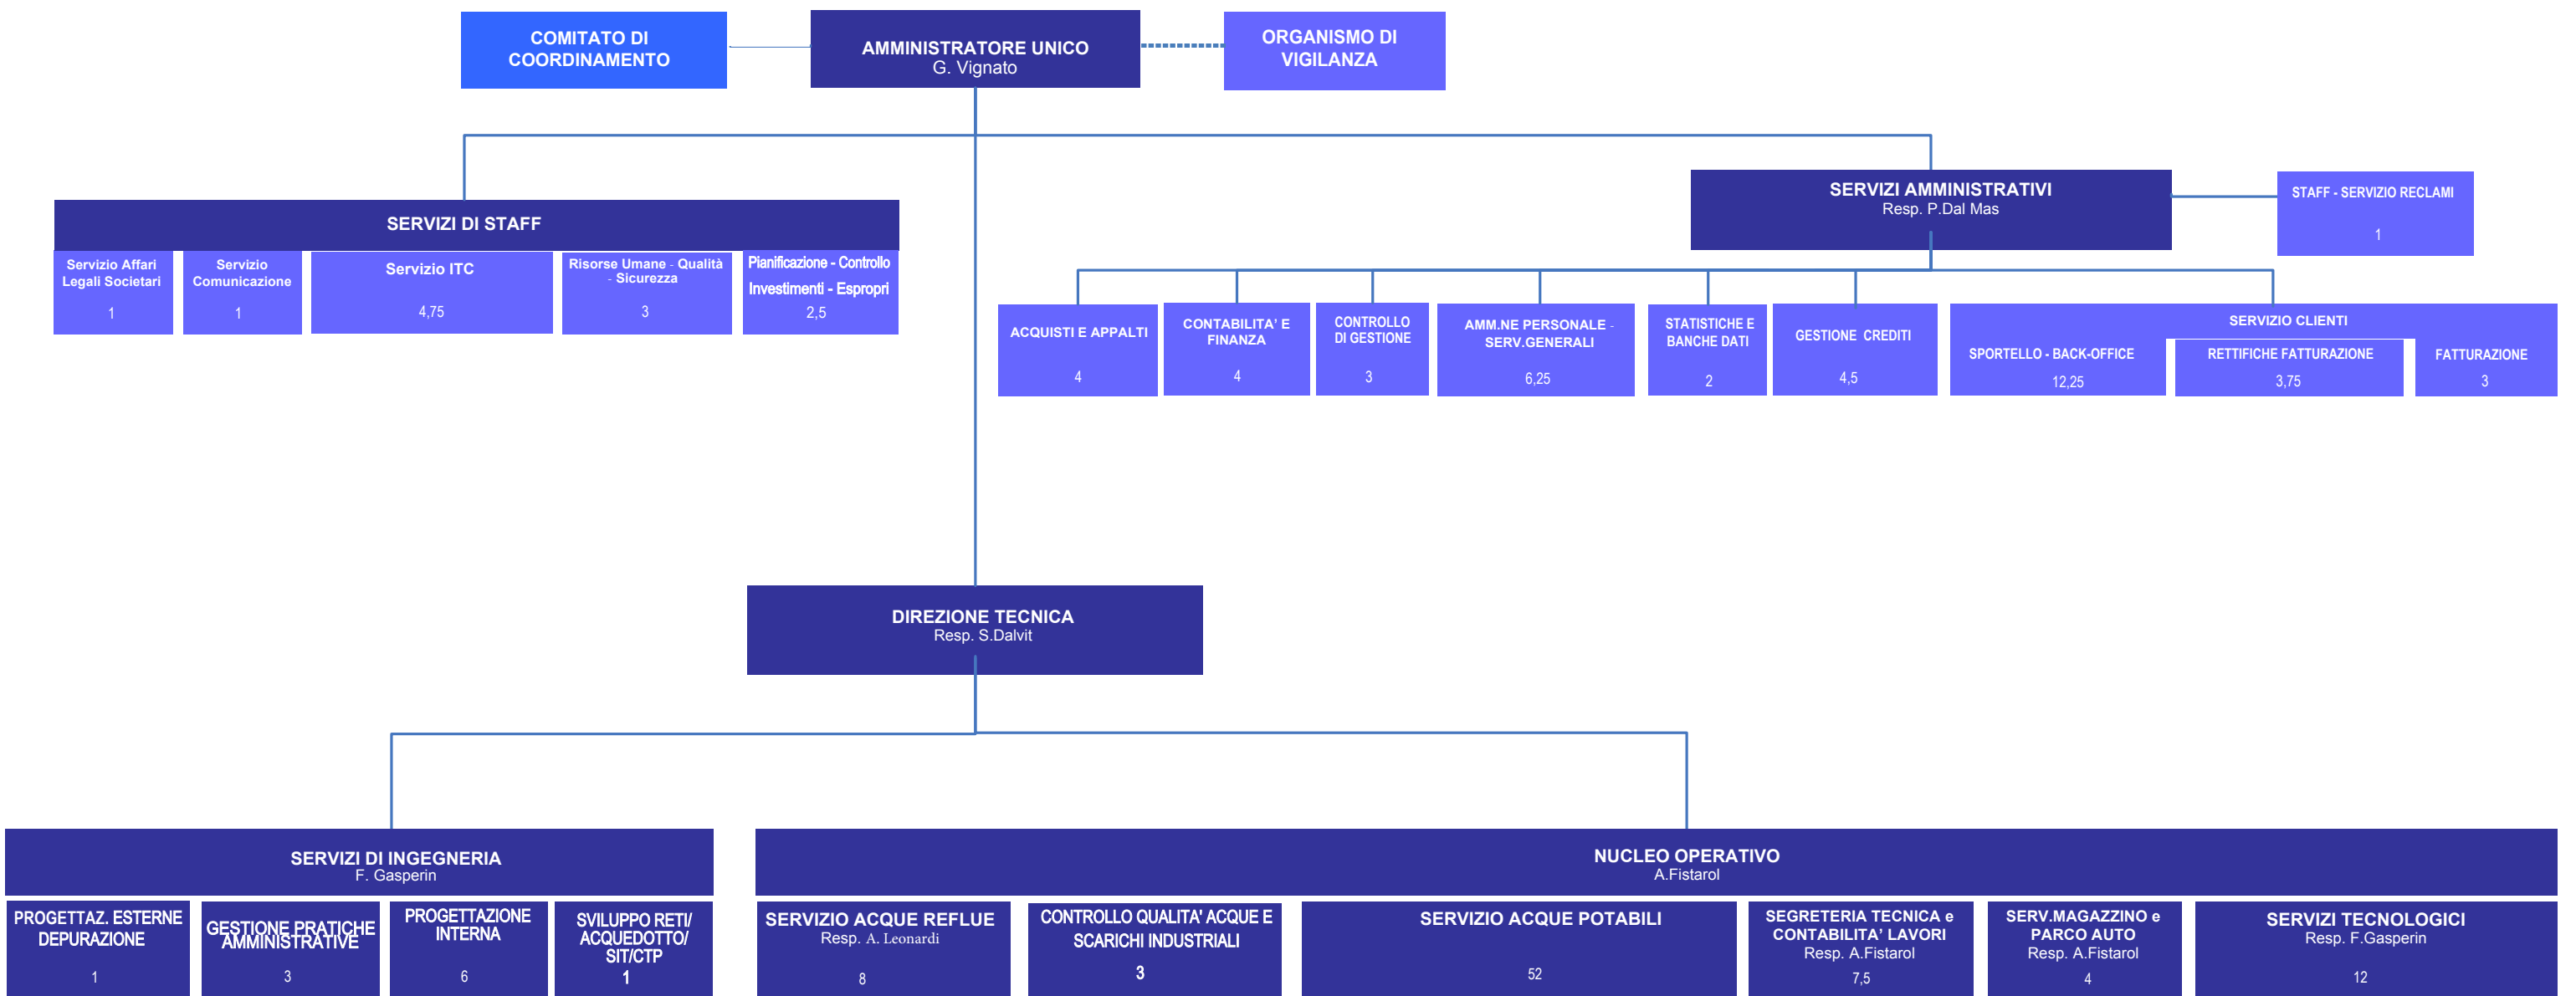 COMITATO DI
COORDINAMENTO
AMMINISTRATORE UNICO
G. Vignato
ORGANISMO DI
VIGILANZA
SERVIZI DI STAFF
Servizio Affari
Legali Societari
1
Servizio
Comunicazione
1
Servizio ITC
4,75
Risorse Umane - Qualità
- Sicurezza
3
Pianificazione - Controllo
Investimenti - Espropri
2,5
SERVIZI AMMINISTRATIVI
Resp. P.Dal Mas
STAFF - SERVIZIO RECLAMI
1
ACQUISTI E APPALTI
4
CONTABILITA’ E
FINANZA
4
CONTROLLO
DI GESTIONE
3
AMM.NE PERSONALE -
SERV.GENERALI
6,25
STATISTICHE E
BANCHE DATI
2
GESTIONE CREDITI
4,5
SERVIZIO CLIENTI
SPORTELLO - BACK-OFFICE
12,25
RETTIFICHE FATTURAZIONE
3,75
FATTURAZIONE
3
DIREZIONE TECNICA
Resp. S.Dalvit
SERVIZI DI INGEGNERIA
F. Gasperin
PROGETTAZ. ESTERNE
DEPURAZIONE
1
GESTIONE PRATICHE
AMMINISTRATIVE
3
PROGETTAZIONE
INTERNA
6
SVILUPPO RETI/
ACQUEDOTTO/
SIT/CTP
1
NUCLEO OPERATIVO
A.Fistarol
SERVIZIO ACQUE REFLUE
Resp. A. Leonardi
8
CONTROLLO QUALITA’ ACQUE E
SCARICHI INDUSTRIALI
3
SERVIZIO ACQUE POTABILI
52
SEGRETERIA TECNICA e
CONTABILITA’ LAVORI
Resp. A.Fistarol
7,5
SERV.MAGAZZINO e
PARCO AUTO
Resp. A.Fistarol
4
SERVIZI TECNOLOGICI
Resp. F.Gasperin
12